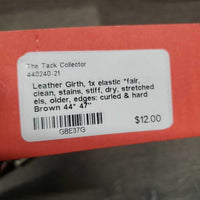 The Tack Collector
440240-21
Leather Girth, 1x elastic *fair,
clean, stains, stiff, dry, stretched
els, older, edges: curled & hard
Brown 44" 47"
GBE37G
$12.00